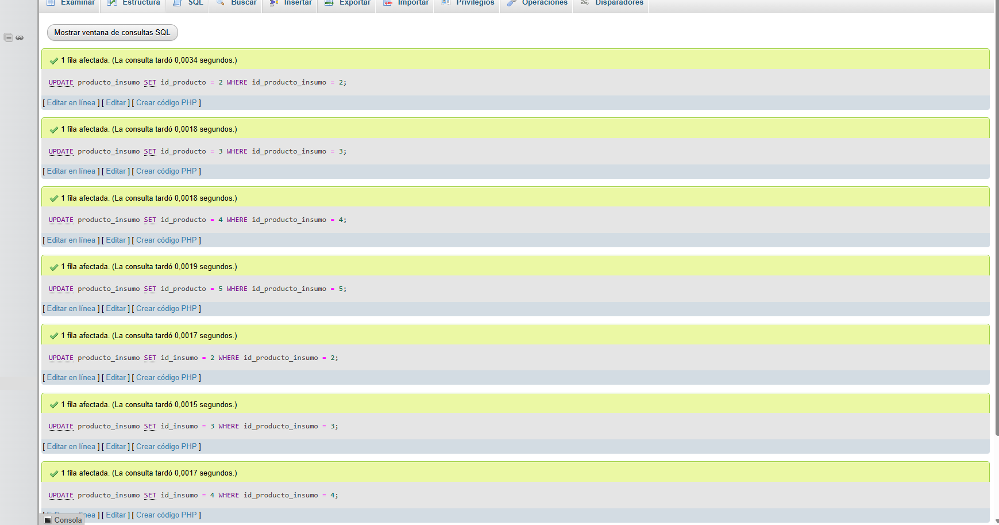 Examinar Estructura SQL Buscar Insertar Exportar Importar Privilegios Operaciones Disparadores
Mostrar ventana de consultas SQL
1 fila afectada. (La consulta tardó 0,0034 segundos.)
UPDATE producto_insumo SET id_producto = 2 WHERE id_producto_insumo = 2;
[ Editar en línea ] [ Editar ] [ Crear código PHP ]
1 fila afectada. (La consulta tardó 0,0018 segundos.)
UPDATE producto_insumo SET id_producto = 3 WHERE id_producto_insumo = 3;
[ Editar en línea ] [ Editar ] [ Crear código PHP ]
1 fila afectada. (La consulta tardó 0,0018 segundos.)
UPDATE producto_insumo SET id_producto = 4 WHERE id_producto_insumo = 4;
[ Editar en línea ] [ Editar ] [ Crear código PHP ]
1 fila afectada. (La consulta tardó 0,0019 segundos.)
UPDATE producto_insumo SET id_producto = 5 WHERE id_producto_insumo = 5;
[ Editar en línea ] [ Editar ] [ Crear código PHP ]
1 fila afectada. (La consulta tardó 0,0017 segundos.)
UPDATE producto_insumo SET id_insumo = 2 WHERE id_producto_insumo = 2;
[ Editar en línea ] [ Editar ] [ Crear código PHP ]
1 fila afectada. (La consulta tardó 0,0015 segundos.)
UPDATE producto_insumo SET id_insumo = 3 WHERE id_producto_insumo = 3;
[ Editar en línea ] [ Editar ] [ Crear código PHP ]
1 fila afectada. (La consulta tardó 0,0017 segundos.)
UPDATE producto_insumo SET id_insumo = 4 WHERE id_producto_insumo = 4;
[ Editar en línea ] [ Editar ] [ Crear código PHP ]
Consola